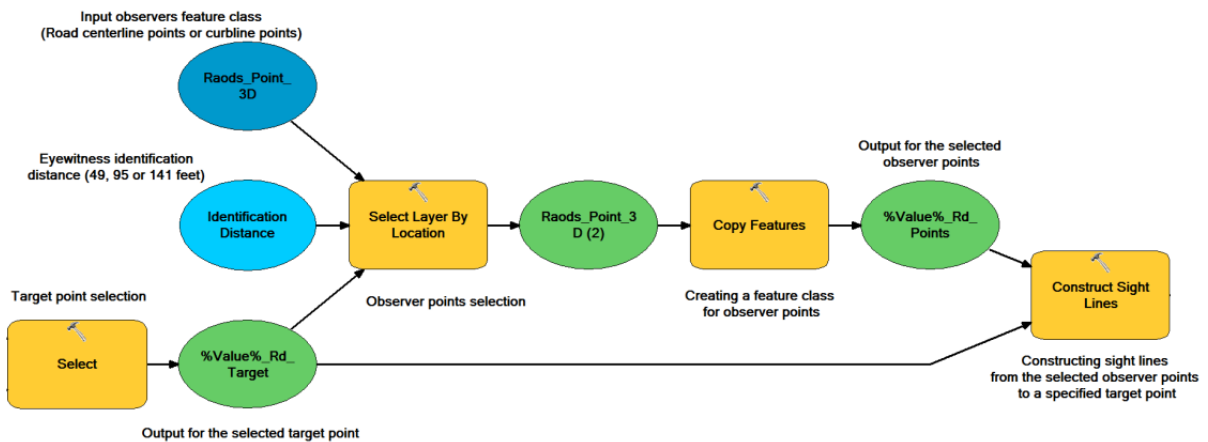 Input observers feature class
(Road centerline points or curbline points)
Raods_Point_
3D
Eyewitness identification
distance (49, 95 or 141 feet)
Identification
Distance
Select Layer By
Location
Observer points selection
Raods_Point_3
D (2)
Copy Features
Creating a feature class
for observer points
Output for the selected
observer points
%Value%_Rd_
Points
Construct Sight
Lines
Constructing sight lines
from the selected observer points
to a specified target point
Target point selection
Select
%Value%_Rd_
Target
Output for the selected target point